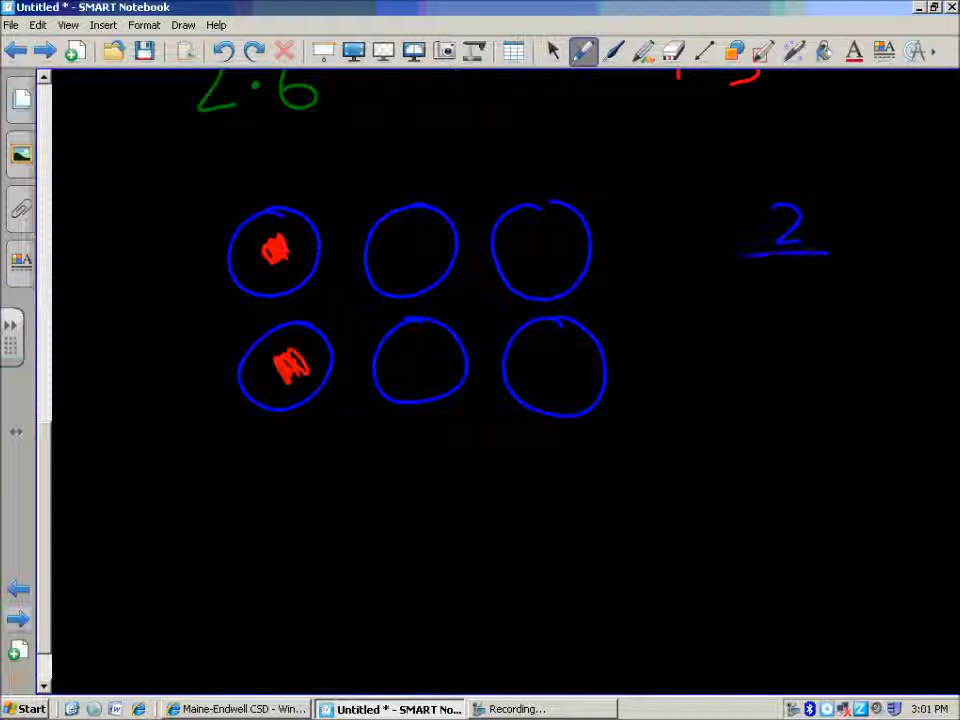 Untitled * - SMART Notebook
File Edit View Insert Format Draw Help
2 · 6
2
Start
Maine-Endwell CSD - Win...
Untitled * - SMART No...
Recording...
3:01 PM